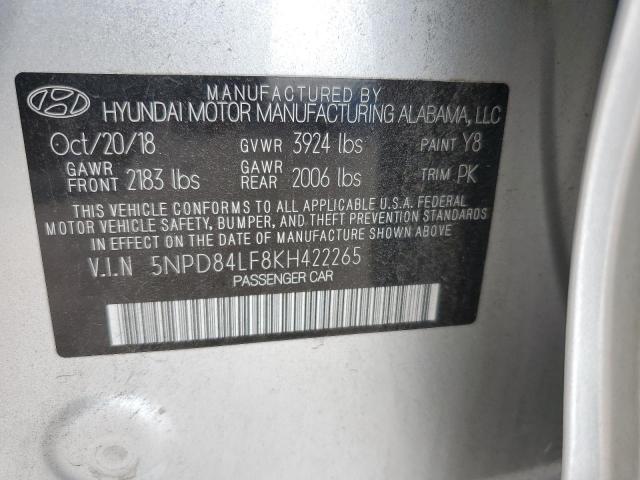 MANUFACTURED BY
HYUNDAI MOTOR MANUFACTURING ALABAMA, LLC
Oct/20/18 GVWR 3924 lbs PAINT Y8
GAWR FRONT 2183 lbs GAWR REAR 2006 lbs TRIM PK
THIS VEHICLE CONFORMS TO ALL APPLICABLE U.S.A. FEDERAL
MOTOR VEHICLE SAFETY, BUMPER, AND THEFT PREVENTION STANDARDS
IN EFFECT ON THE DATE OF MANUFACTURE SHOWN ABOVE.
V.I.N 5NPD84LF8KH422265
PASSENGER CAR